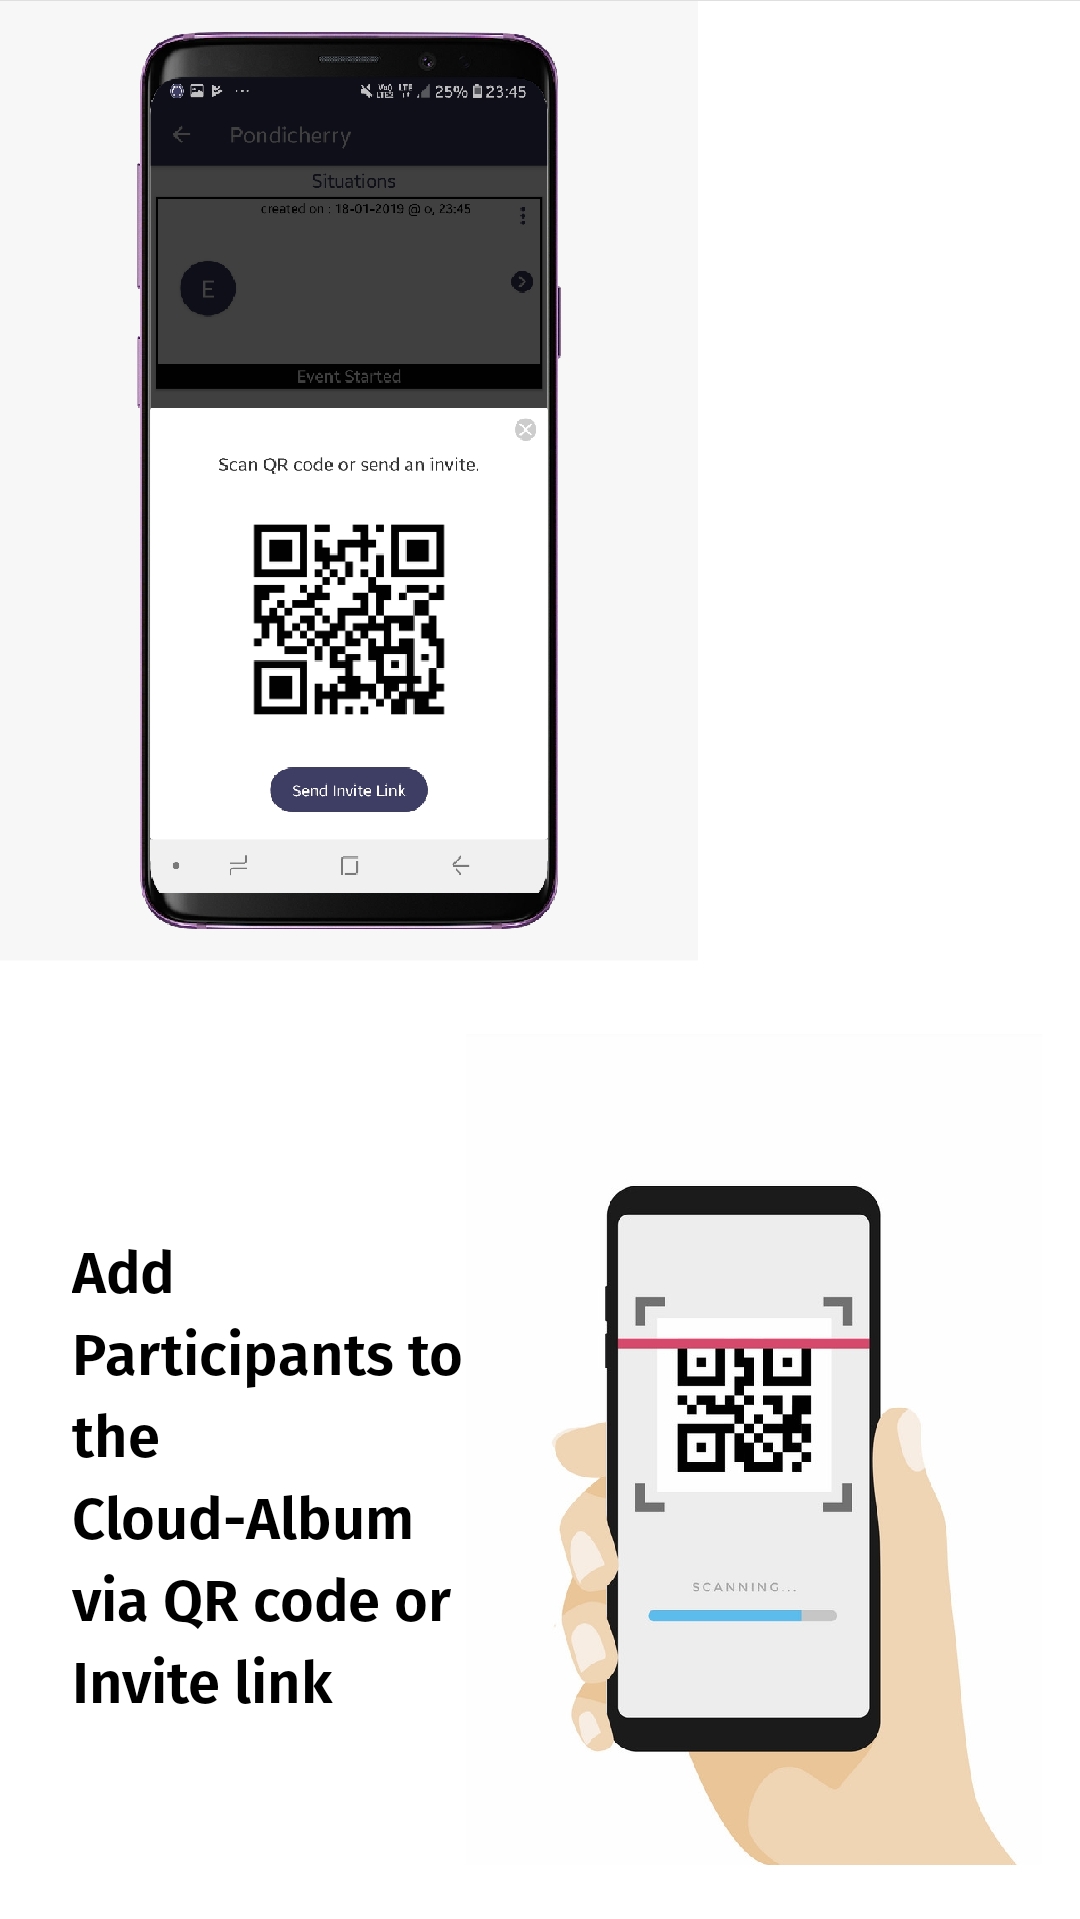 25% 23:45
Pondicherry
Situations
created on : 18-01-2019 @ o, 23:45
E
Event Started
Scan QR code or send an invite.
Send Invite Link
Add
Participants to
the
Cloud-Album
via QR code or
Invite link
SCANNING...